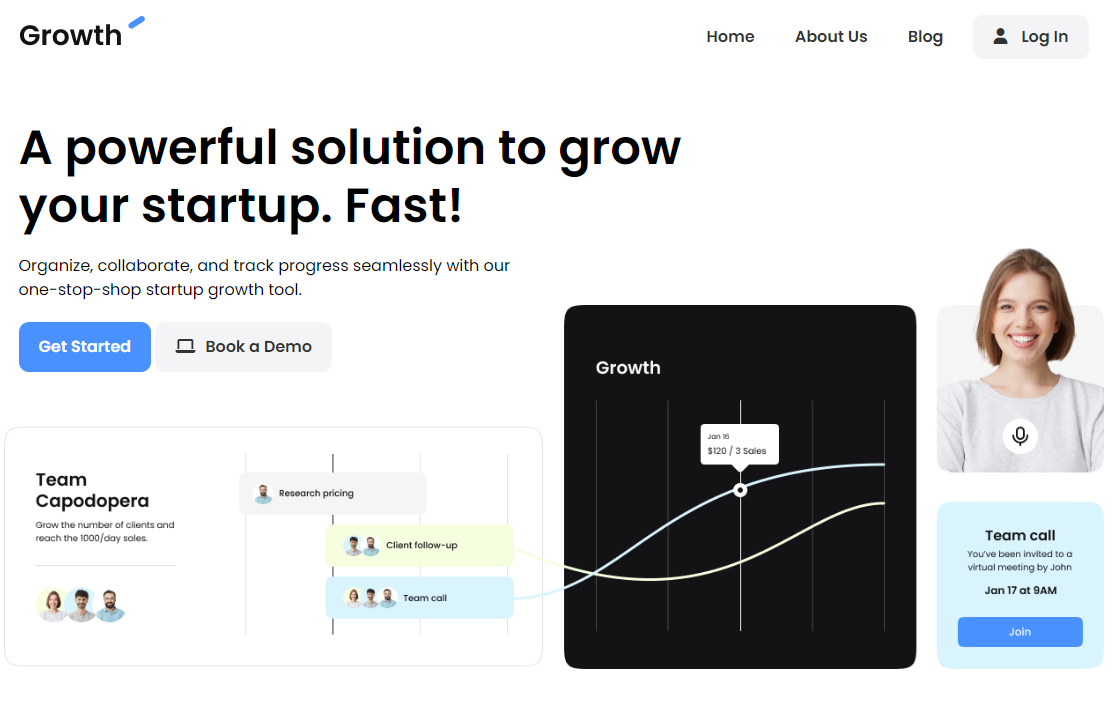 Growth
Home
About Us
Blog
Log In
A powerful solution to grow
your startup. Fast!
Organize, collaborate, and track progress seamlessly with our
one-stop-shop startup growth tool.
Get Started
Book a Demo
Team
Capodopera
Grow the number of clients and
reach the 1000/day sales.
Research pricing
Client follow-up
Team call
Growth
Jan 16
$120 / 3 Sales
Team call
You've been invited to a
virtual meeting by John
Jan 17 at 9AM
Join